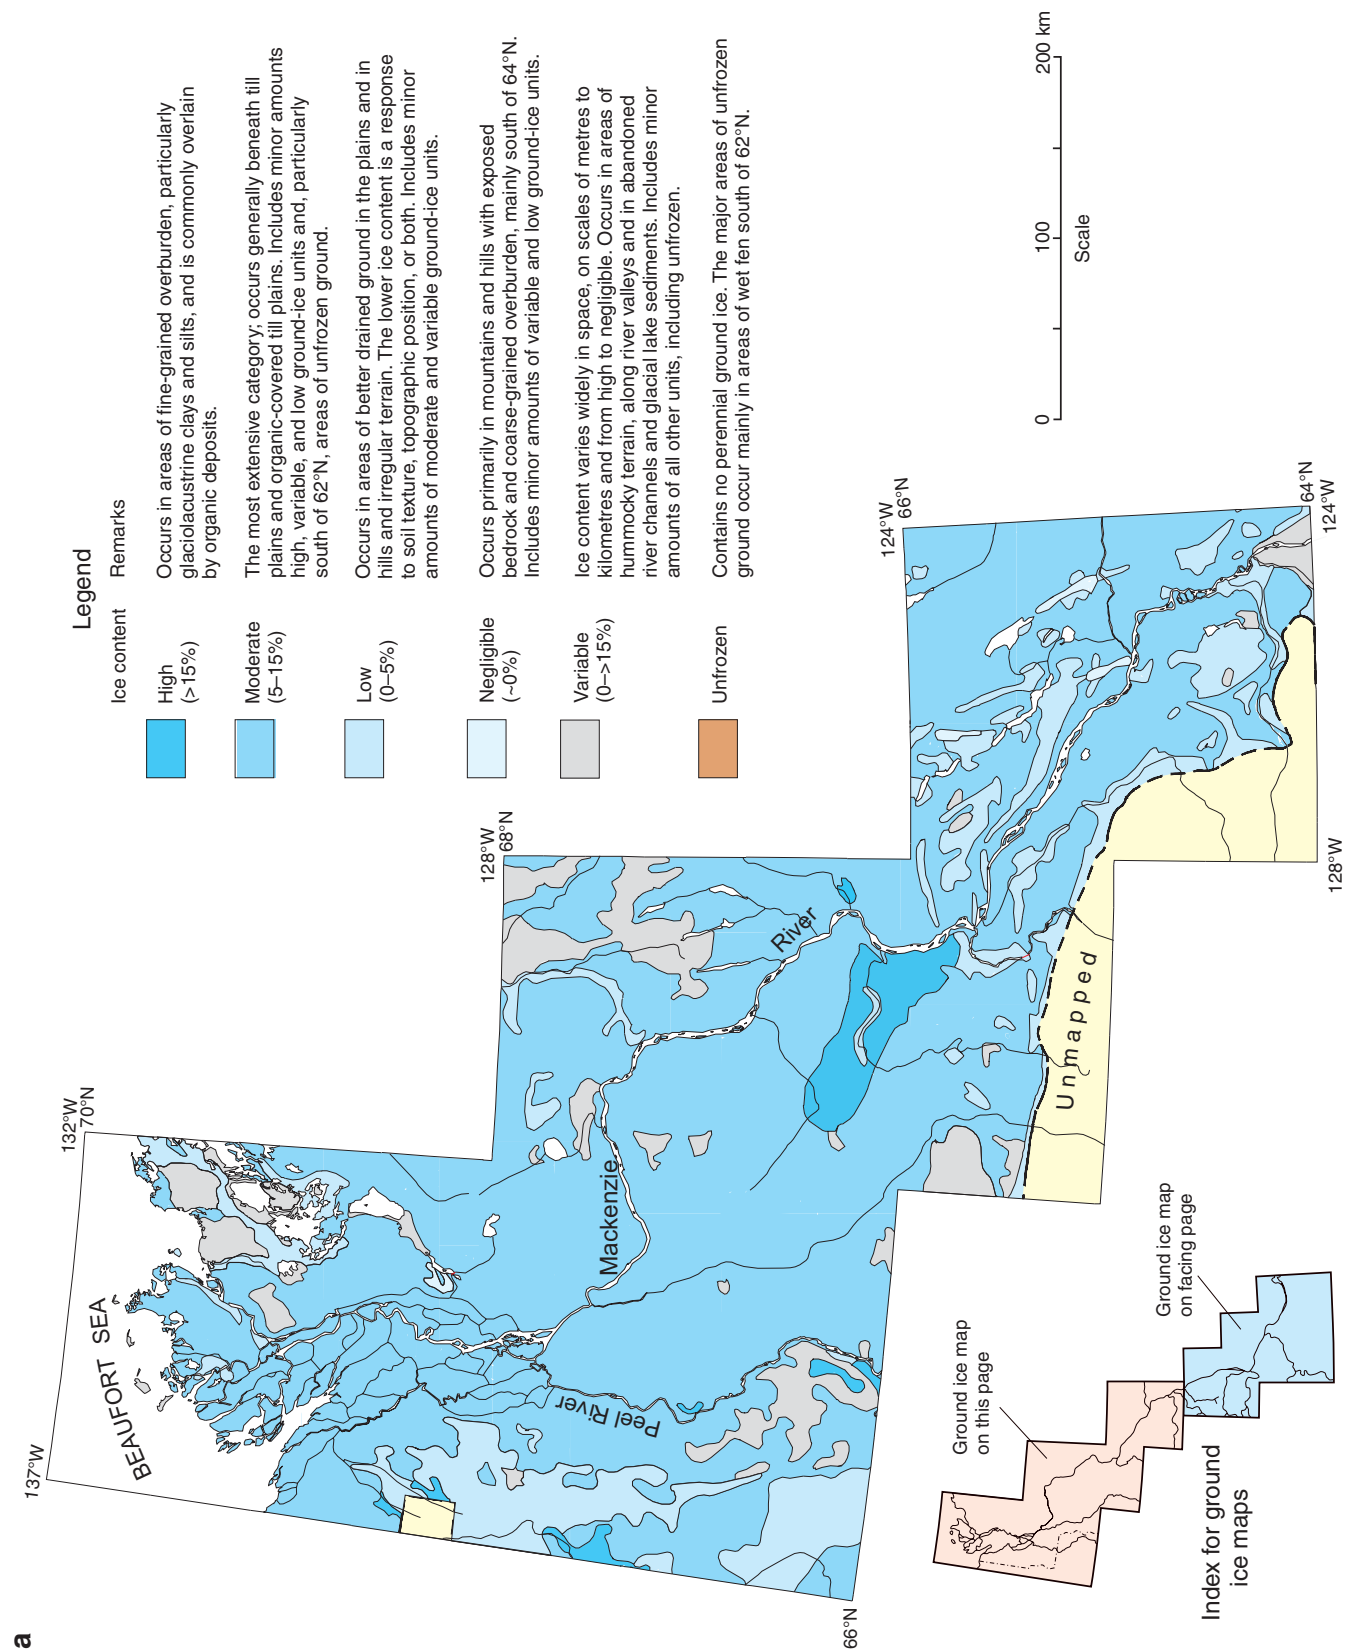 a
Legend
Ice content
Remarks
High
(>15%)
Occurs in areas of fine-grained overburden, particularly
glaciolacustrine clays and silts, and is commonly overlain
by organic deposits.
Moderate
(5–15%)
The most extensive category; occurs generally beneath till
plains and organic-covered till plains. Includes minor amounts
high, variable, and low ground-ice units and, particularly
south of 62°N, areas of unfrozen ground.
Low
(0–5%)
Occurs in areas of better drained ground in the plains and in
hills and irregular terrain. The lower ice content is a response
to soil texture, topographic position, or both. Includes minor
amounts of moderate and variable ground-ice units.
Negligible
(~0%)
Occurs primarily in mountains and hills with exposed
bedrock and coarse-grained overburden, mainly south of 64°N.
Includes minor amounts of variable and low ground-ice units.
Variable
(0–>15%)
Ice content varies widely in space, on scales of metres to
kilometres and from high to negligible. Occurs in areas of
hummocky terrain, along river valleys and in abandoned
river channels and glacial lake sediments. Includes minor
amounts of all other units, including unfrozen.
Unfrozen
Contains no perennial ground ice. The major areas of unfrozen
ground occur mainly in areas of wet fen south of 62°N.
0
100
200 km
Scale
137°W
132°W
70°N
128°W
68°N
124°W
66°N
64°N
124°W
128°W
66°N
BEAUFORT SEA
Mackenzie
River
Peel River
Unmapped
Ground ice map
on this page
Ground ice map
on facing page
Index for ground
ice maps